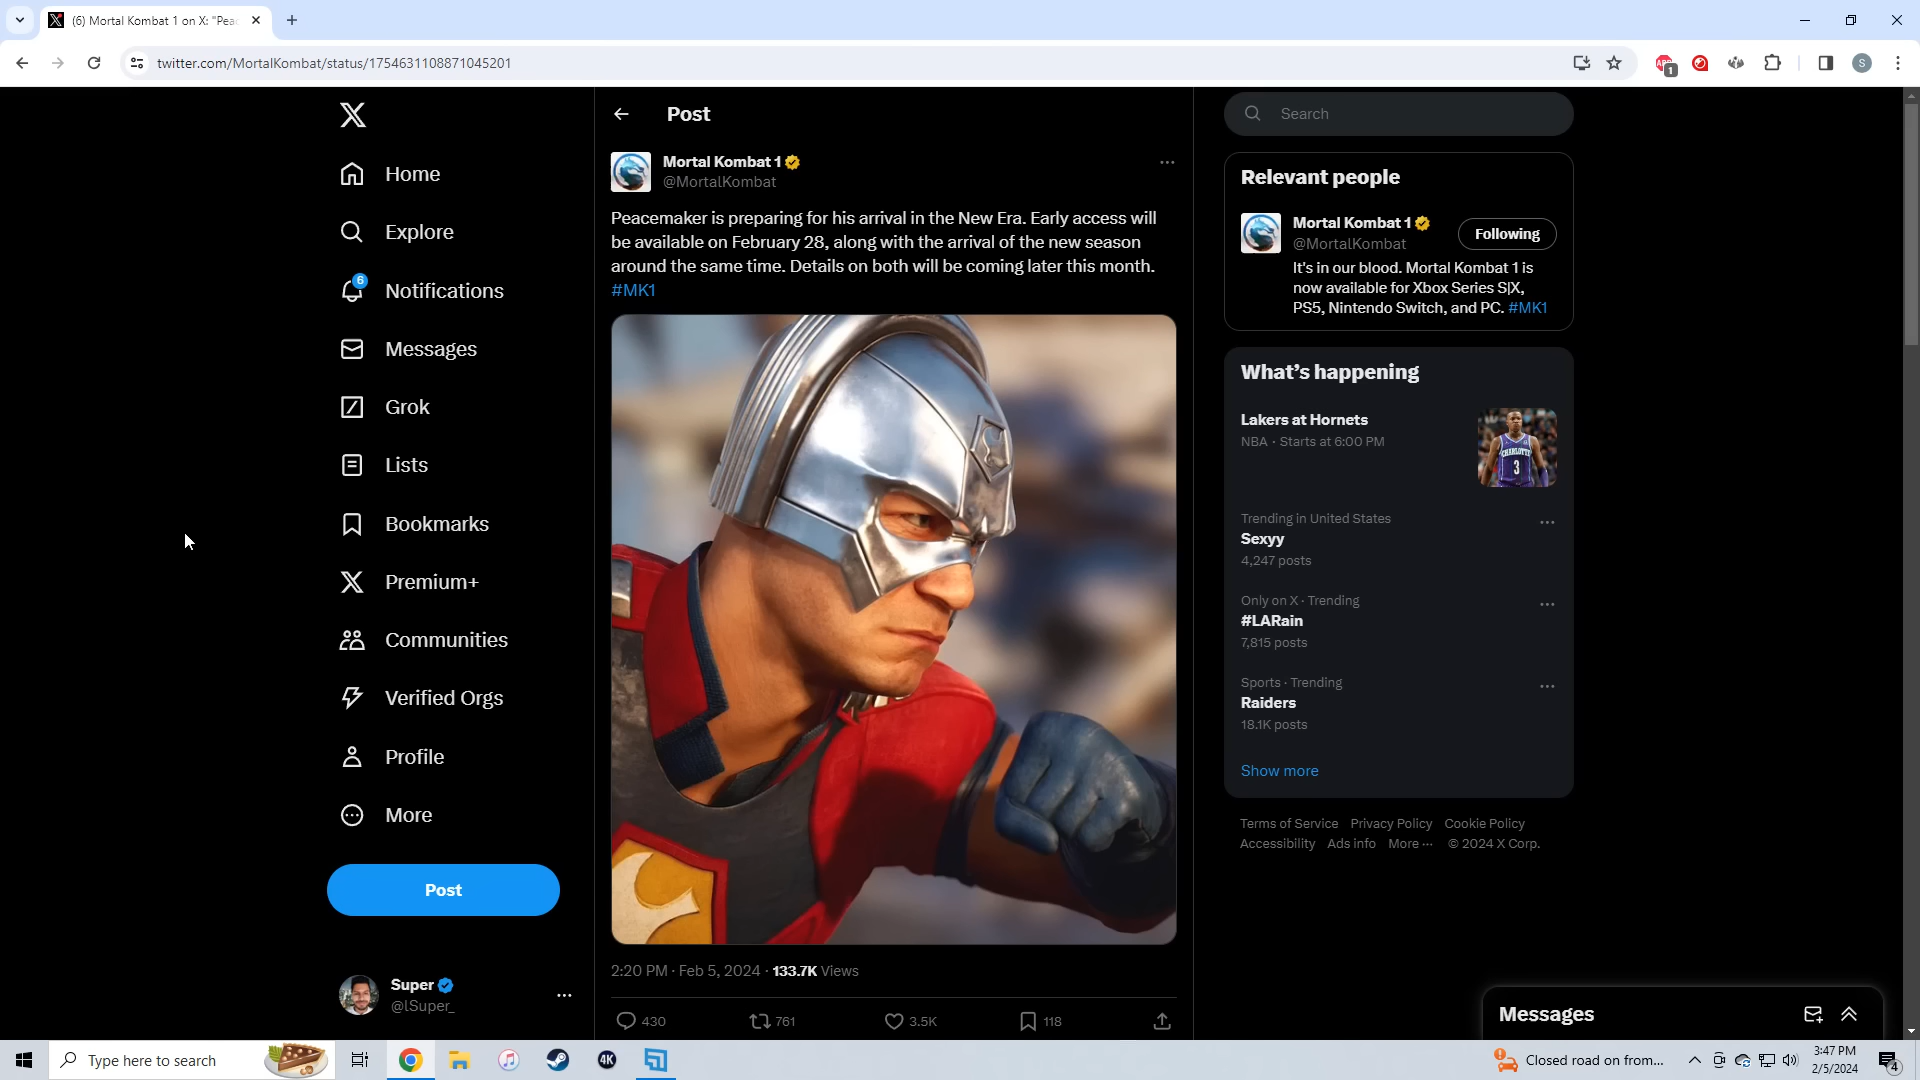 (6) Mortal Kombat 1 on X: "Pea
twitter.com/MortalKombat/status/1754631108871045201
1
S
Home
Explore
6
Notifications
Messages
Grok
Lists
Bookmarks
Premium+
Communities
Verified Orgs
Profile
More
Post
Super
@lSuper_
Post
Mortal Kombat 1
@MortalKombat
Peacemaker is preparing for his arrival in the New Era. Early access will
be available on February 28, along with the arrival of the new season
around the same time. Details on both will be coming later this month.
#MK1
2:20 PM · Feb 5, 2024 · 133.7K Views
430 761 3.5K 118
Search
Relevant people
Mortal Kombat 1
@MortalKombat
Following
It's in our blood. Mortal Kombat 1 is
now available for Xbox Series S|X,
PS5, Nintendo Switch, and PC. #MK1
What's happening
Lakers at Hornets
NBA · Starts at 6:00 PM
CHARLOTTE
3
Trending in United States
Sexyy
4,247 posts
Only on X · Trending
#LARain
7,815 posts
Sports · Trending
Raiders
18.1K posts
Show more
Terms of Service Privacy Policy Cookie Policy
Accessibility Ads info More ··· © 2024 X Corp.
Messages
Type here to search
4K
Closed road on from...
3:47 PM
2/5/2024
4